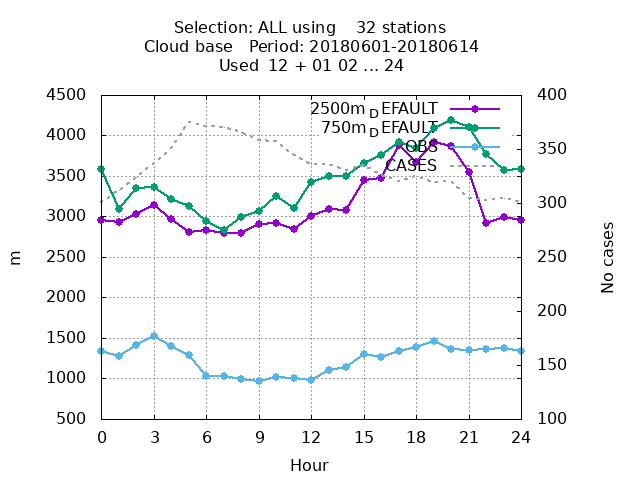 Selection: ALL using    32 stations
Cloud base   Period: 20180601-20180614
Used  12 + 01 02 ... 24
4500 400
2500m_DEFAULT
750m_DEFAULT
4000
OBS 350
CASES
3500
3000 300
m
2500 250
No cases
2000 200
1500
150
1000
500 100
0 3 6 9 12 15 18 21 24
Hour